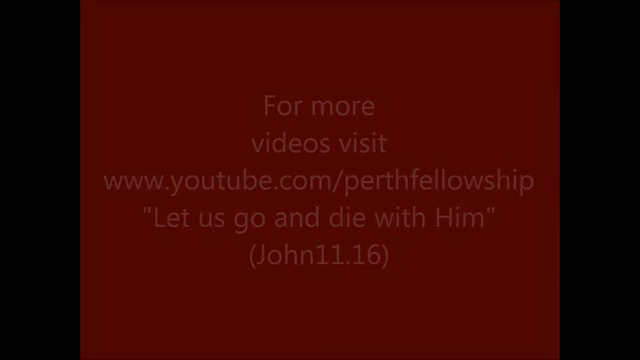 For more
videos visit
www.youtube.com/perthfellowship
"Let us go and die with Him"
(John11.16)